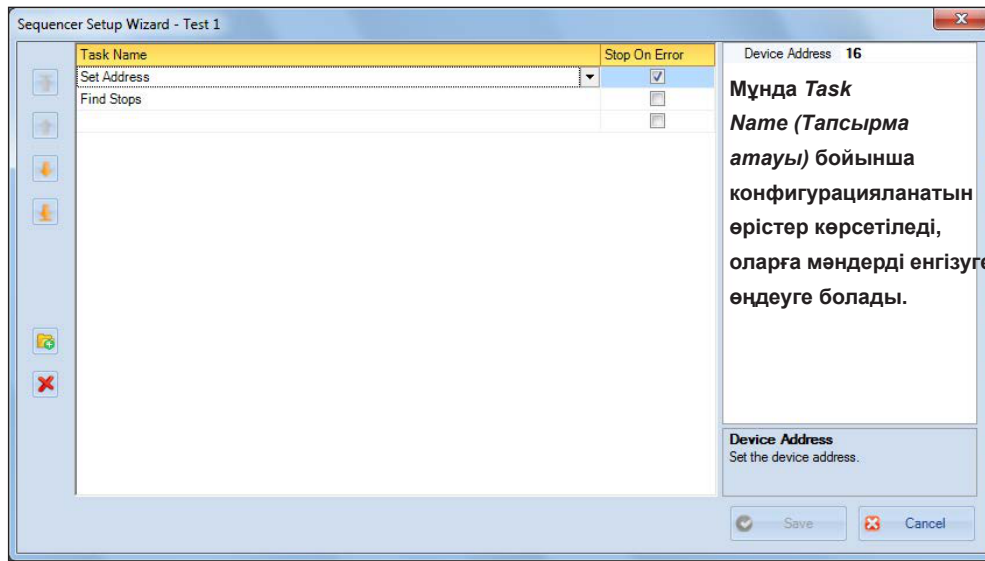 Sequencer Setup Wizard - Test 1
Task Name Stop On Error
Set Address
Find Stops
Device Address 16
Мұнда Task
Name (Тапсырма
атауы) бойынша
конфигурацияланатын
өрістер көрсетіледі,
оларға мәндерді енгізуге
өңдеуге болады.
Device Address
Set the device address.
Save Cancel